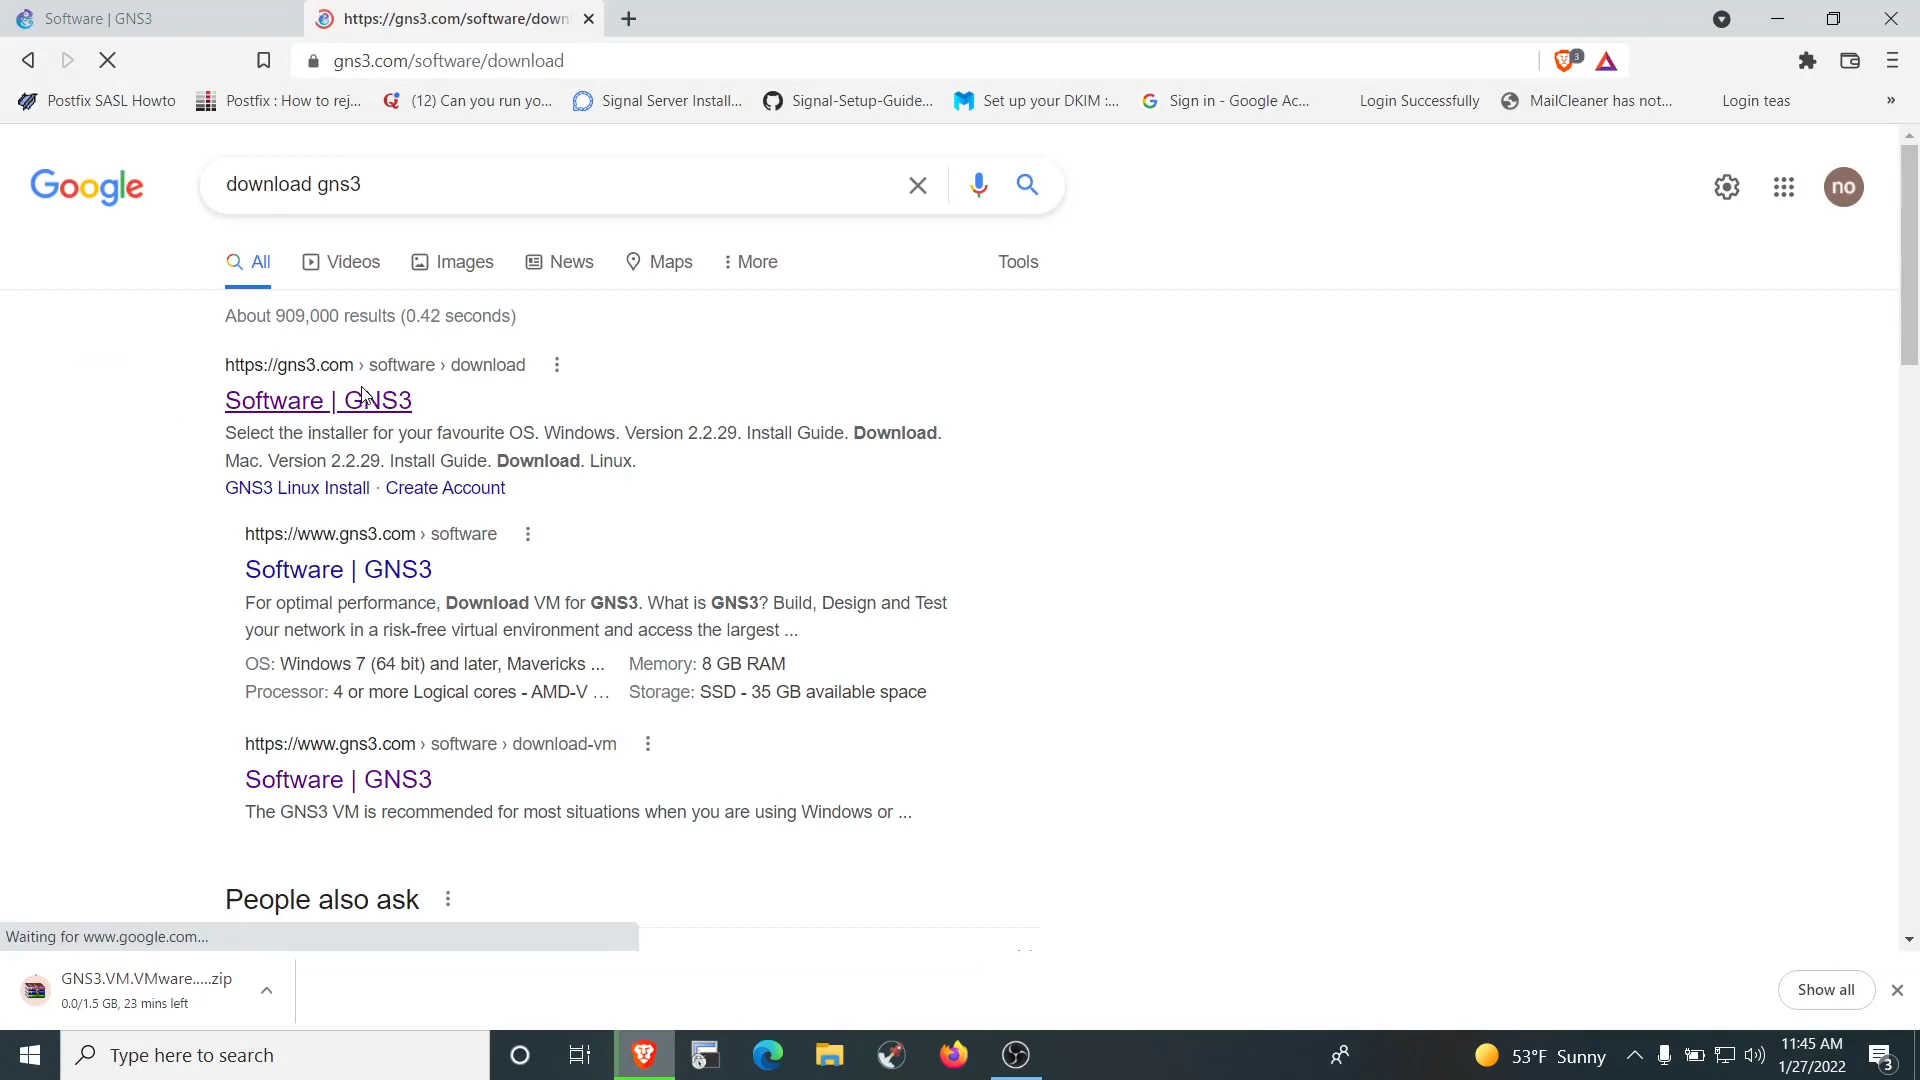 Software | GNS3
https://gns3.com/software/down
gns3.com/software/download
3
Postfix SASL Howto
Postfix : How to rej...
(12) Can you run yo...
Signal Server Install...
Signal-Setup-Guide...
Set up your DKIM :...
Sign in - Google Ac...
Login Successfully
MailCleaner has not...
Login teas
»
Google
download gns3
no
All
Videos
Images
News
Maps
More
Tools
About 909,000 results (0.42 seconds)
https://gns3.com › software › download
Software | GNS3
Select the installer for your favourite OS. Windows. Version 2.2.29. Install Guide. Download.
Mac. Version 2.2.29. Install Guide. Download. Linux.
GNS3 Linux Install · Create Account
https://www.gns3.com › software
Software | GNS3
For optimal performance, Download VM for GNS3. What is GNS3? Build, Design and Test
your network in a risk-free virtual environment and access the largest ...
OS: Windows 7 (64 bit) and later, Mavericks ... Memory: 8 GB RAM
Processor: 4 or more Logical cores - AMD-V ... Storage: SSD - 35 GB available space
https://www.gns3.com › software › download-vm
Software | GNS3
The GNS3 VM is recommended for most situations when you are using Windows or ...
People also ask
Waiting for www.google.com...
GNS3.VM.VMware.....zip
0.0/1.5 GB, 23 mins left
Show all
Type here to search
53°F Sunny
11:45 AM
1/27/2022
3